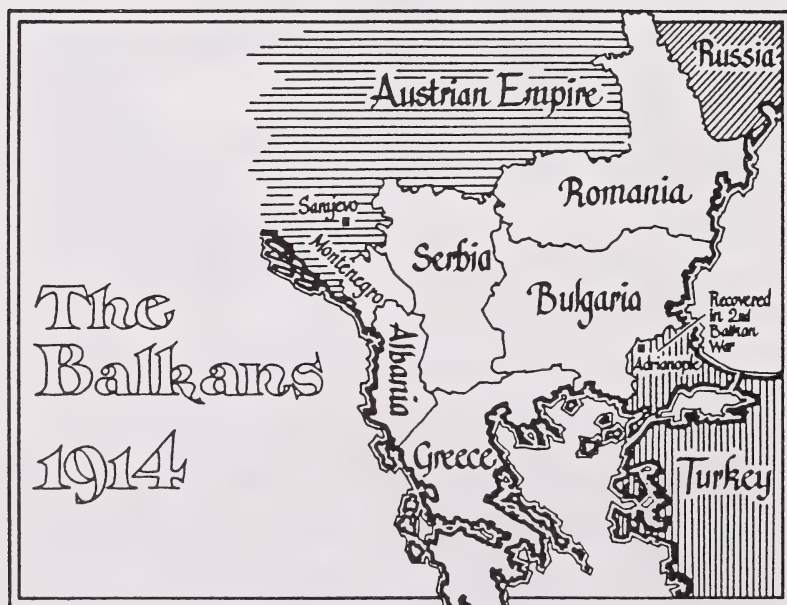 Russia
Austrian Empire
Romania
Sarajevo
Montenegro
Serbia
Bulgaria
Albania
Greece
Recovered
in 2nd
Balkan
War
Adrianople
Turkey
The
Balkans
1914